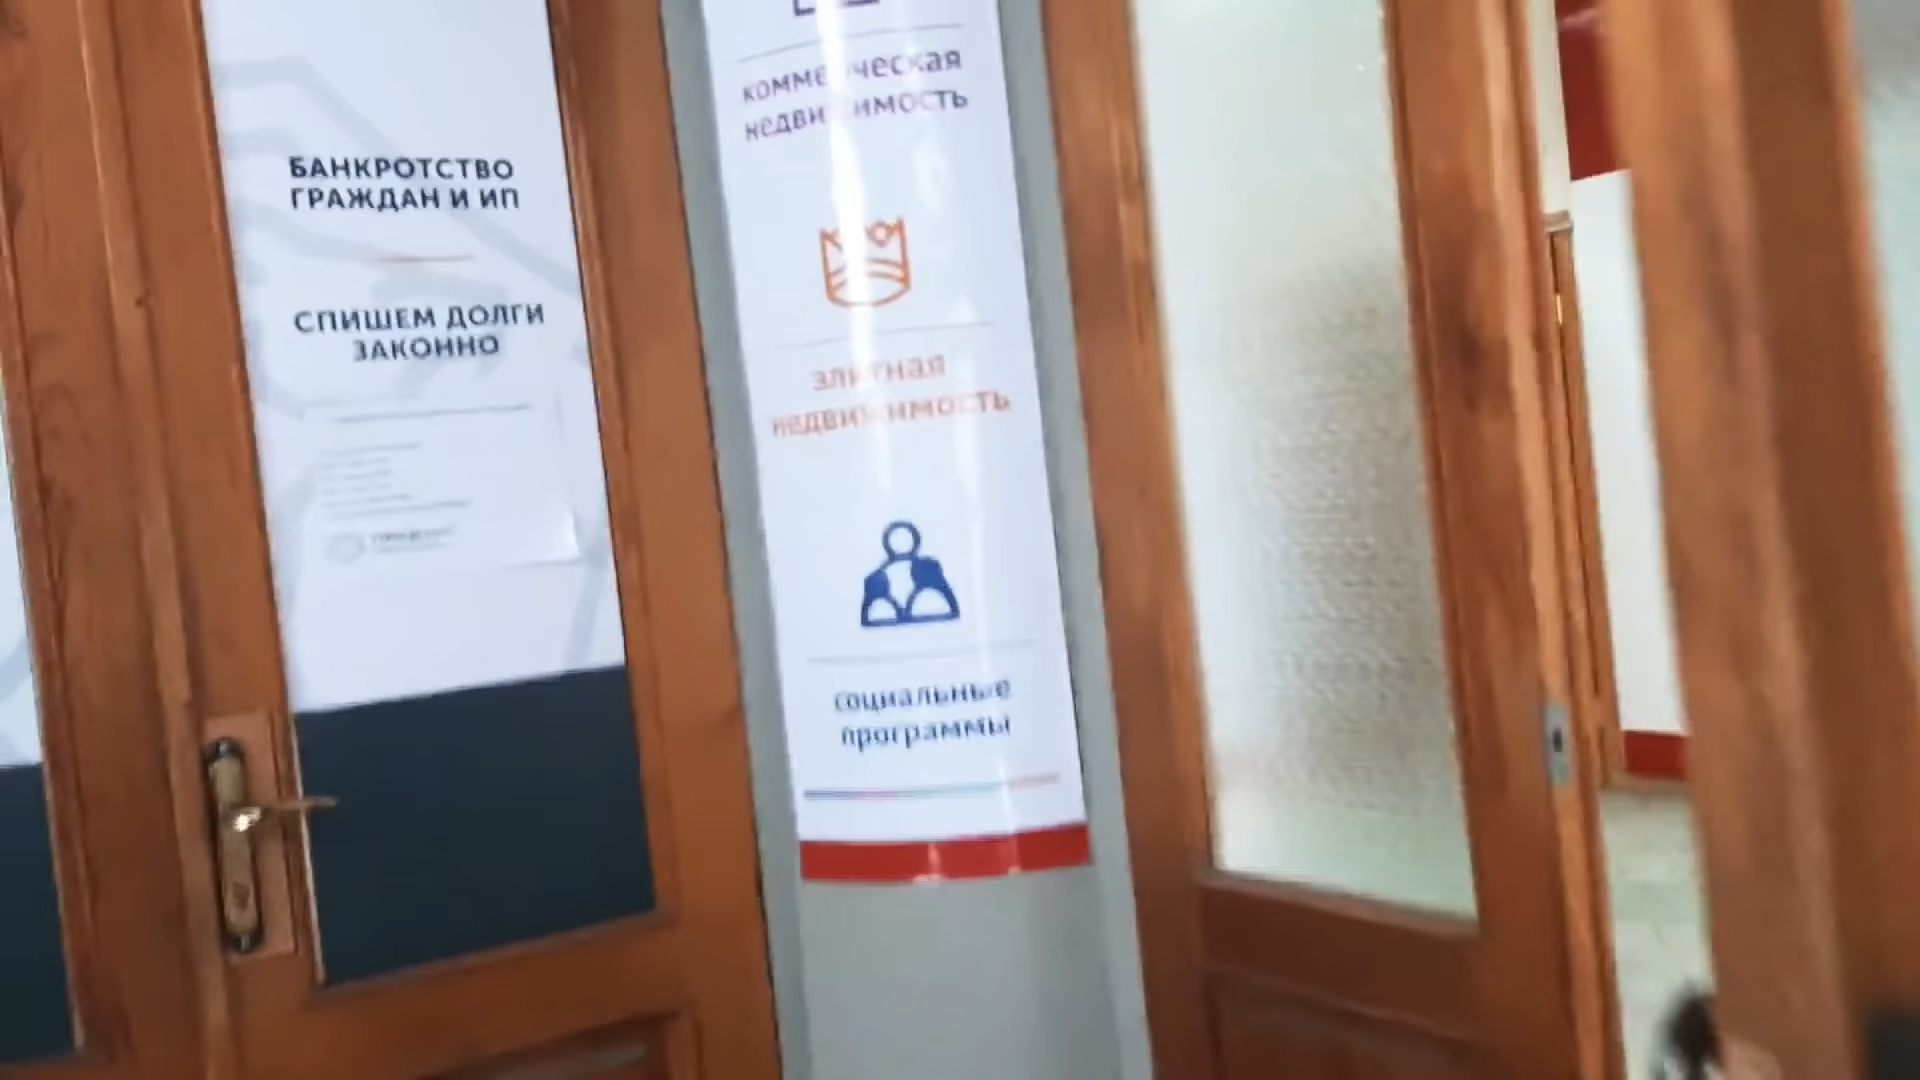 БАНКРОТСТВО
ГРАЖДАН И ИП
СПИШЕМ ДОЛГИ
ЗАКОННО
коммерческая
недвижимость
элитная
недвижимость
социальные
программы